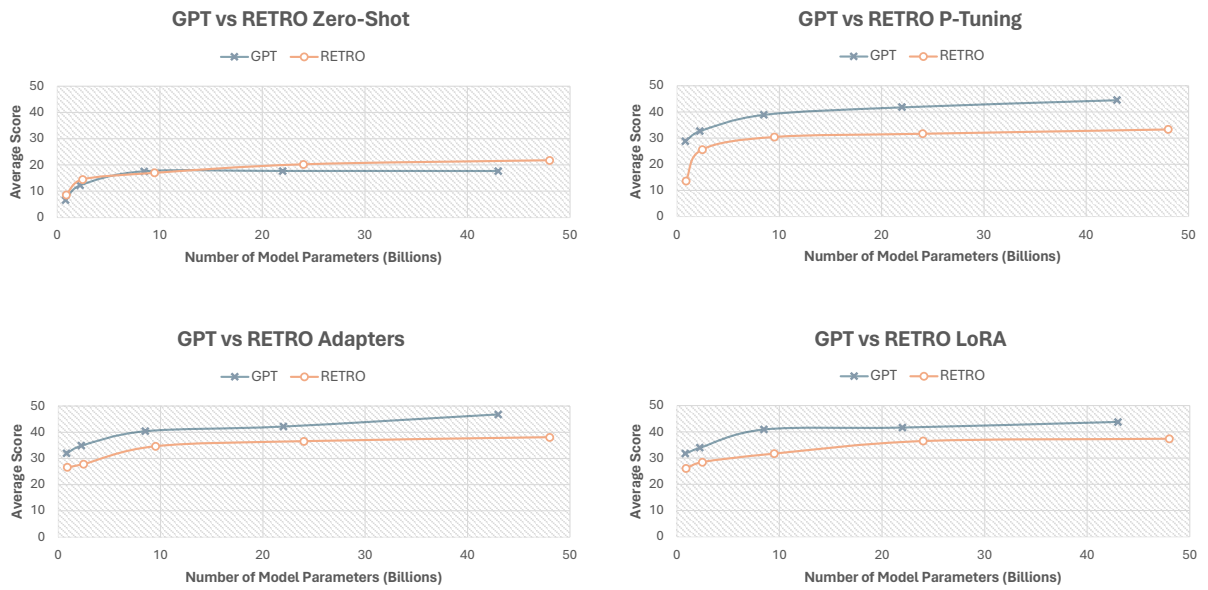 GPT vs RETRO Zero-Shot
GPT RETRO
Average Score
50
40
30
20
10
0
0 10 20 30 40 50
Number of Model Parameters (Billions)
GPT vs RETRO P-Tuning
GPT RETRO
Average Score
50
40
30
20
10
0
0 10 20 30 40 50
Number of Model Parameters (Billions)
GPT vs RETRO Adapters
GPT RETRO
Average Score
50
40
30
20
10
0
0 10 20 30 40 50
Number of Model Parameters (Billions)
GPT vs RETRO LoRA
GPT RETRO
Average Score
50
40
30
20
10
0
0 10 20 30 40 50
Number of Model Parameters (Billions)